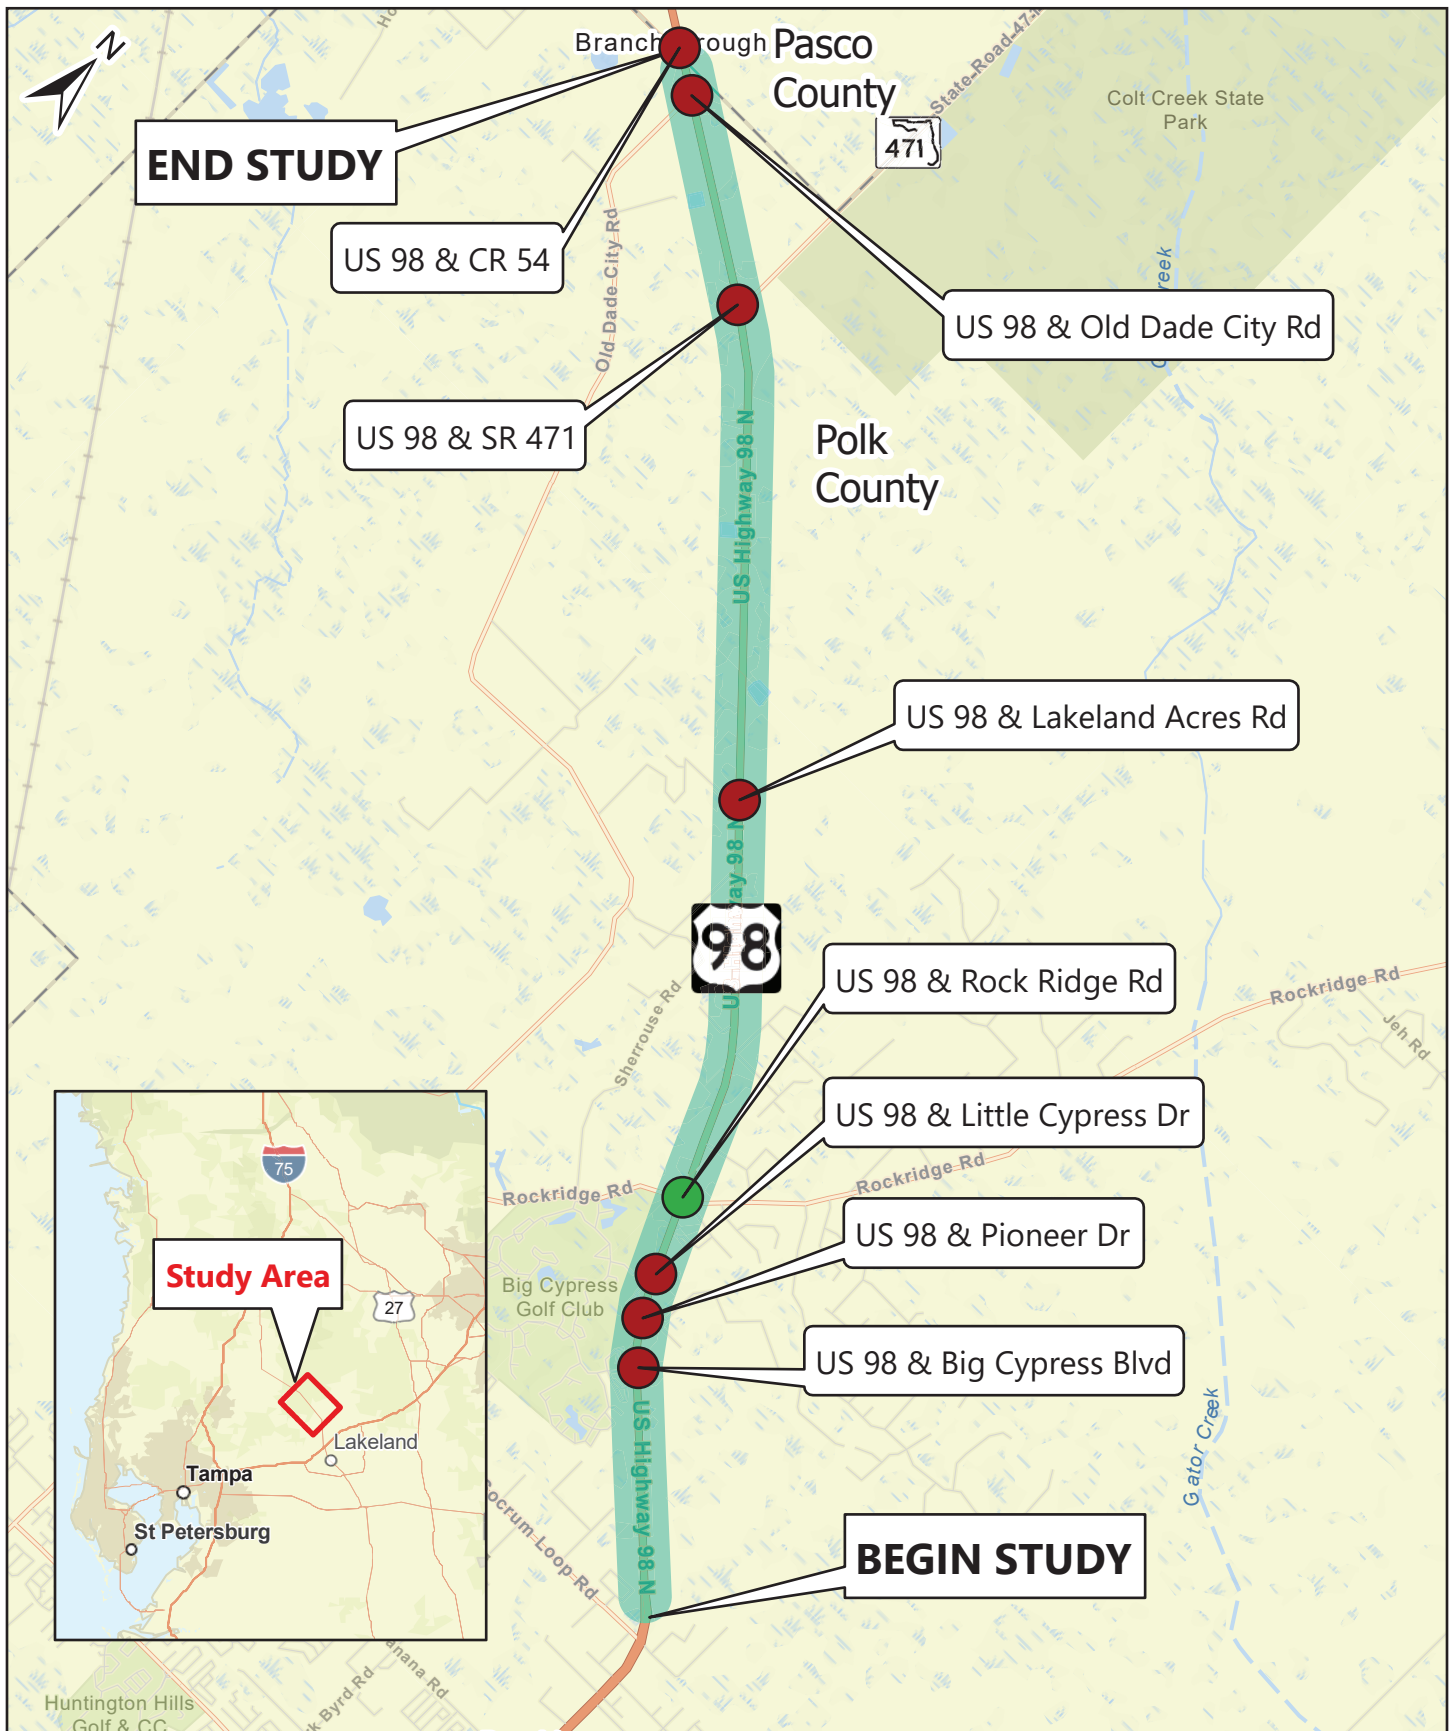 N
Pasco
County
471
State Road 471
Colt Creek State
Park
END STUDY
US 98 & CR 54
Old Dade City Rd
US 98 & Old Dade City Rd
US 98 & SR 471
US Highway 98 N
Polk
County
US 98 & Lakeland Acres Rd
98
US 98 & Rock Ridge Rd
Rockridge Rd
Jeh Rd
Sherrouse Rd
US 98 & Little Cypress Dr
Rockridge Rd
Rockridge Rd
US 98 & Pioneer Dr
Big Cypress
Golf Club
US 98 & Big Cypress Blvd
US Highway 98 N
Gator Creek
BEGIN STUDY
75
Study Area
27
Lakeland
Tampa
St Petersburg
Loop Rd
Byrd Rd
Huntington Hills
Golf & CC